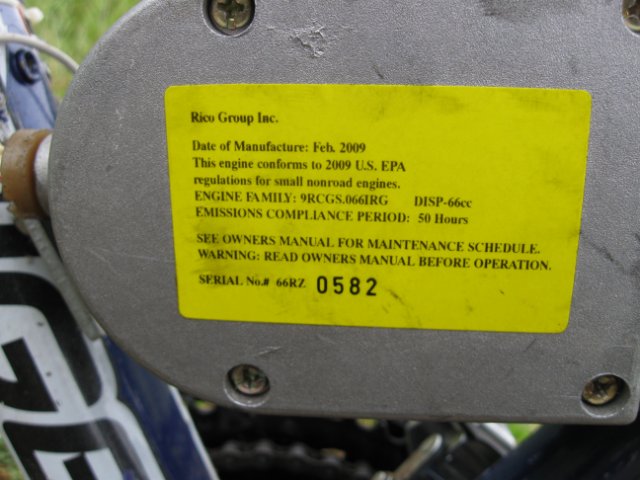 Rico Group Inc.
Date of Manufacture: Feb. 2009
This engine conforms to 2009 U.S. EPA
regulations for small nonroad engines.
ENGINE FAMILY: 9RCGS.066IRG DISP-66cc
EMISSIONS COMPLIANCE PERIOD: 50 Hours
SEE OWNERS MANUAL FOR MAINTENANCE SCHEDULE.
WARNING: READ OWNERS MANUAL BEFORE OPERATION.
SERIAL No.# 66RZ 0582